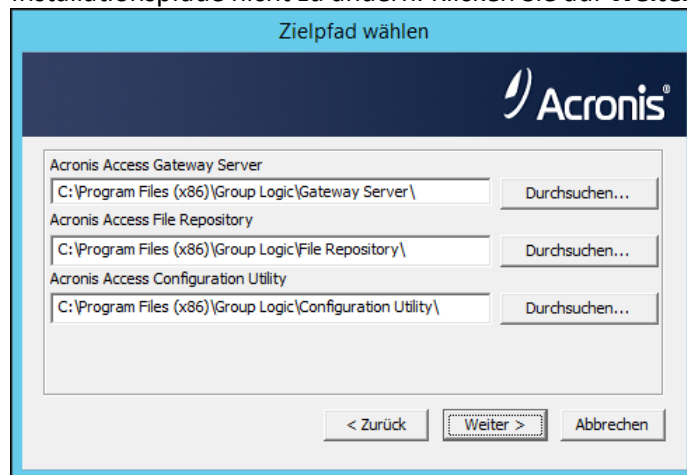 Zielpfad wählen
Acronis®
Acronis Access Gateway Server
C:\Program Files (x86)\Group Logic\Gateway Server\ Durchsuchen...
Acronis Access File Repository
C:\Program Files (x86)\Group Logic\File Repository\ Durchsuchen...
Acronis Access Configuration Utility
C:\Program Files (x86)\Group Logic\Configuration Utility\ Durchsuchen...
< Zurück Weiter > Abbrechen